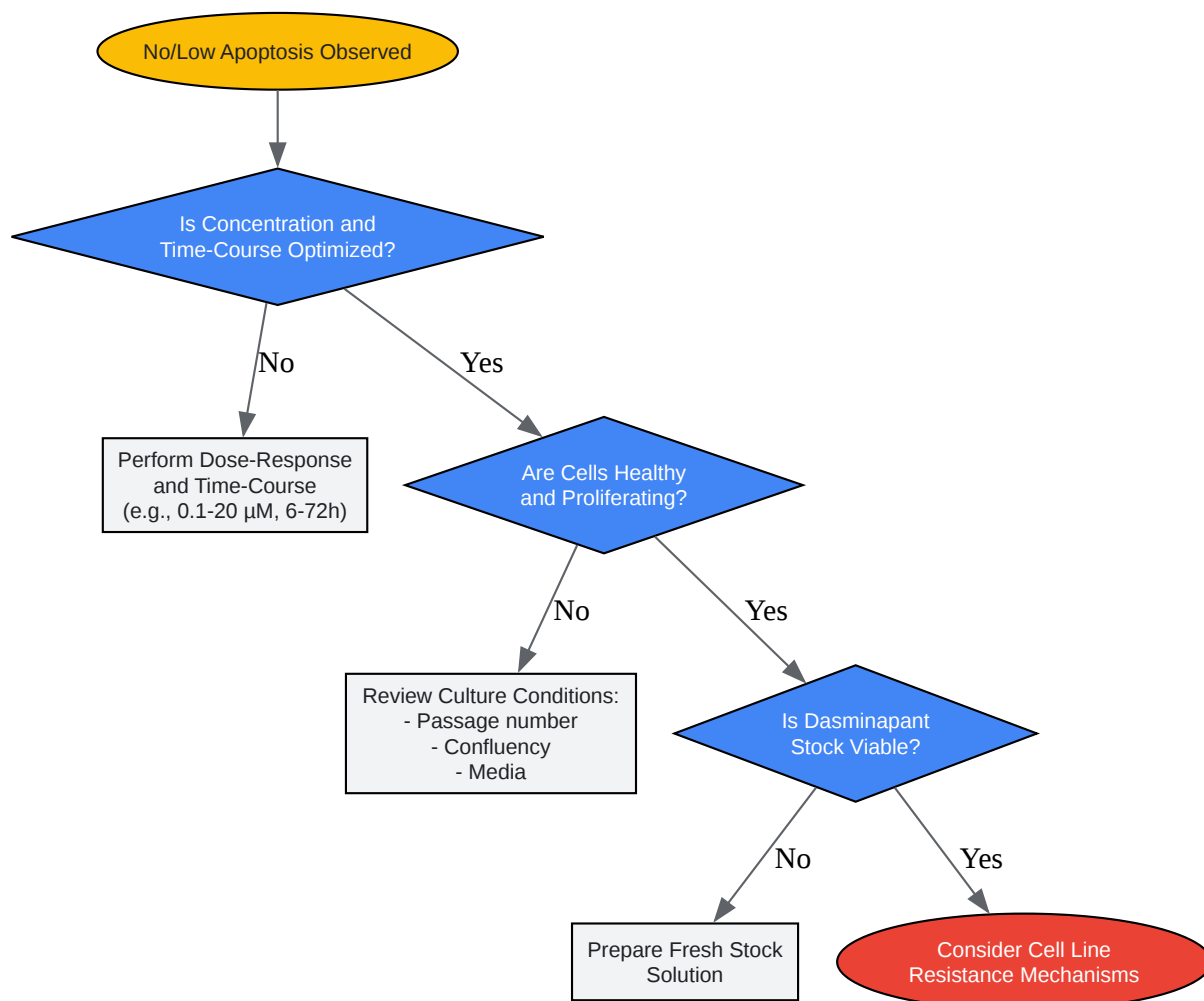 No/Low Apoptosis Observed
Is Concentration and
Time-Course Optimized?
No
Yes
Perform Dose-Response
and Time-Course
(e.g., 0.1-20 µM, 6-72h)
Are Cells Healthy
and Proliferating?
No
Yes
Review Culture Conditions:
- Passage number
- Confluency
- Media
Is Dasminapant
Stock Viable?
No
Yes
Prepare Fresh Stock
Solution
Consider Cell Line
Resistance Mechanisms